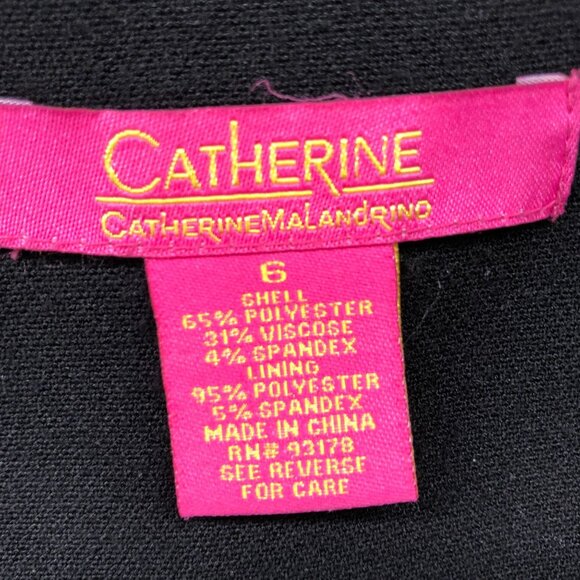 CATHERINE
CATHERINEMALANDRINO
6
SHELL
65% POLYESTER
31% VISCOSE
4% SPANDEX
LINING
95% POLYESTER
5% SPANDEX
MADE IN CHINA
RN# 93178
SEE REVERSE
FOR CARE